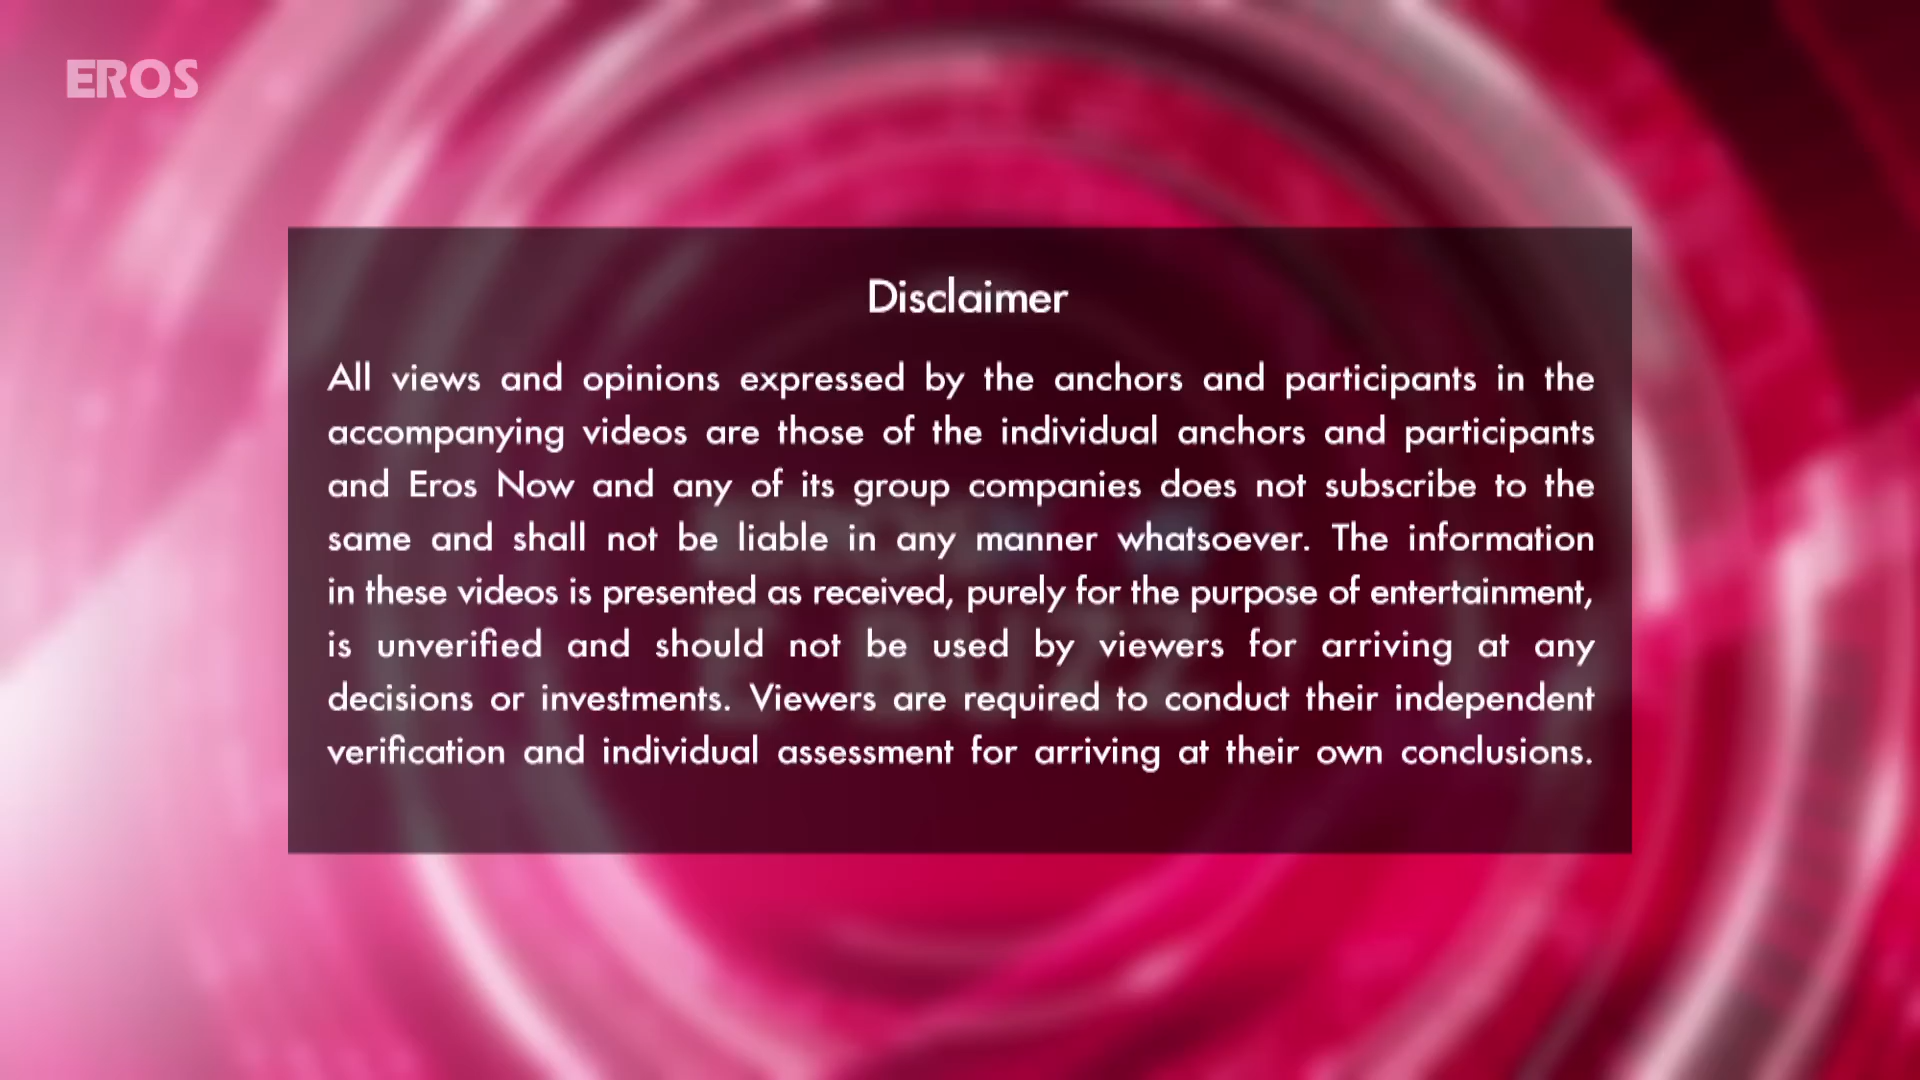 EROS
Disclaimer
All views and opinions expressed by the anchors and participants in the
accompanying videos are those of the individual anchors and participants
and Eros Now and any of its group companies does not subscribe to the
same and shall not be liable in any manner whatsoever. The information
in these videos is presented as received, purely for the purpose of entertainment,
is unverified and should not be used by viewers for arriving at any
decisions or investments. Viewers are required to conduct their independent
verification and individual assessment for arriving at their own conclusions.